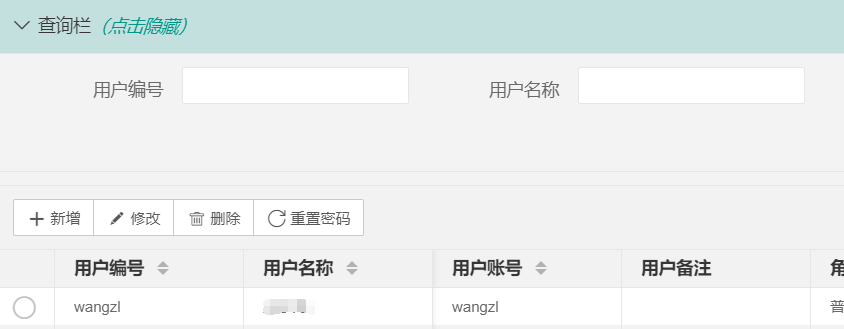 查询栏 (点击隐藏)
用户编号 用户名称
新增 修改 删除 重置密码
用户编号 用户名称 用户账号 用户备注
wangzl wangzl 普